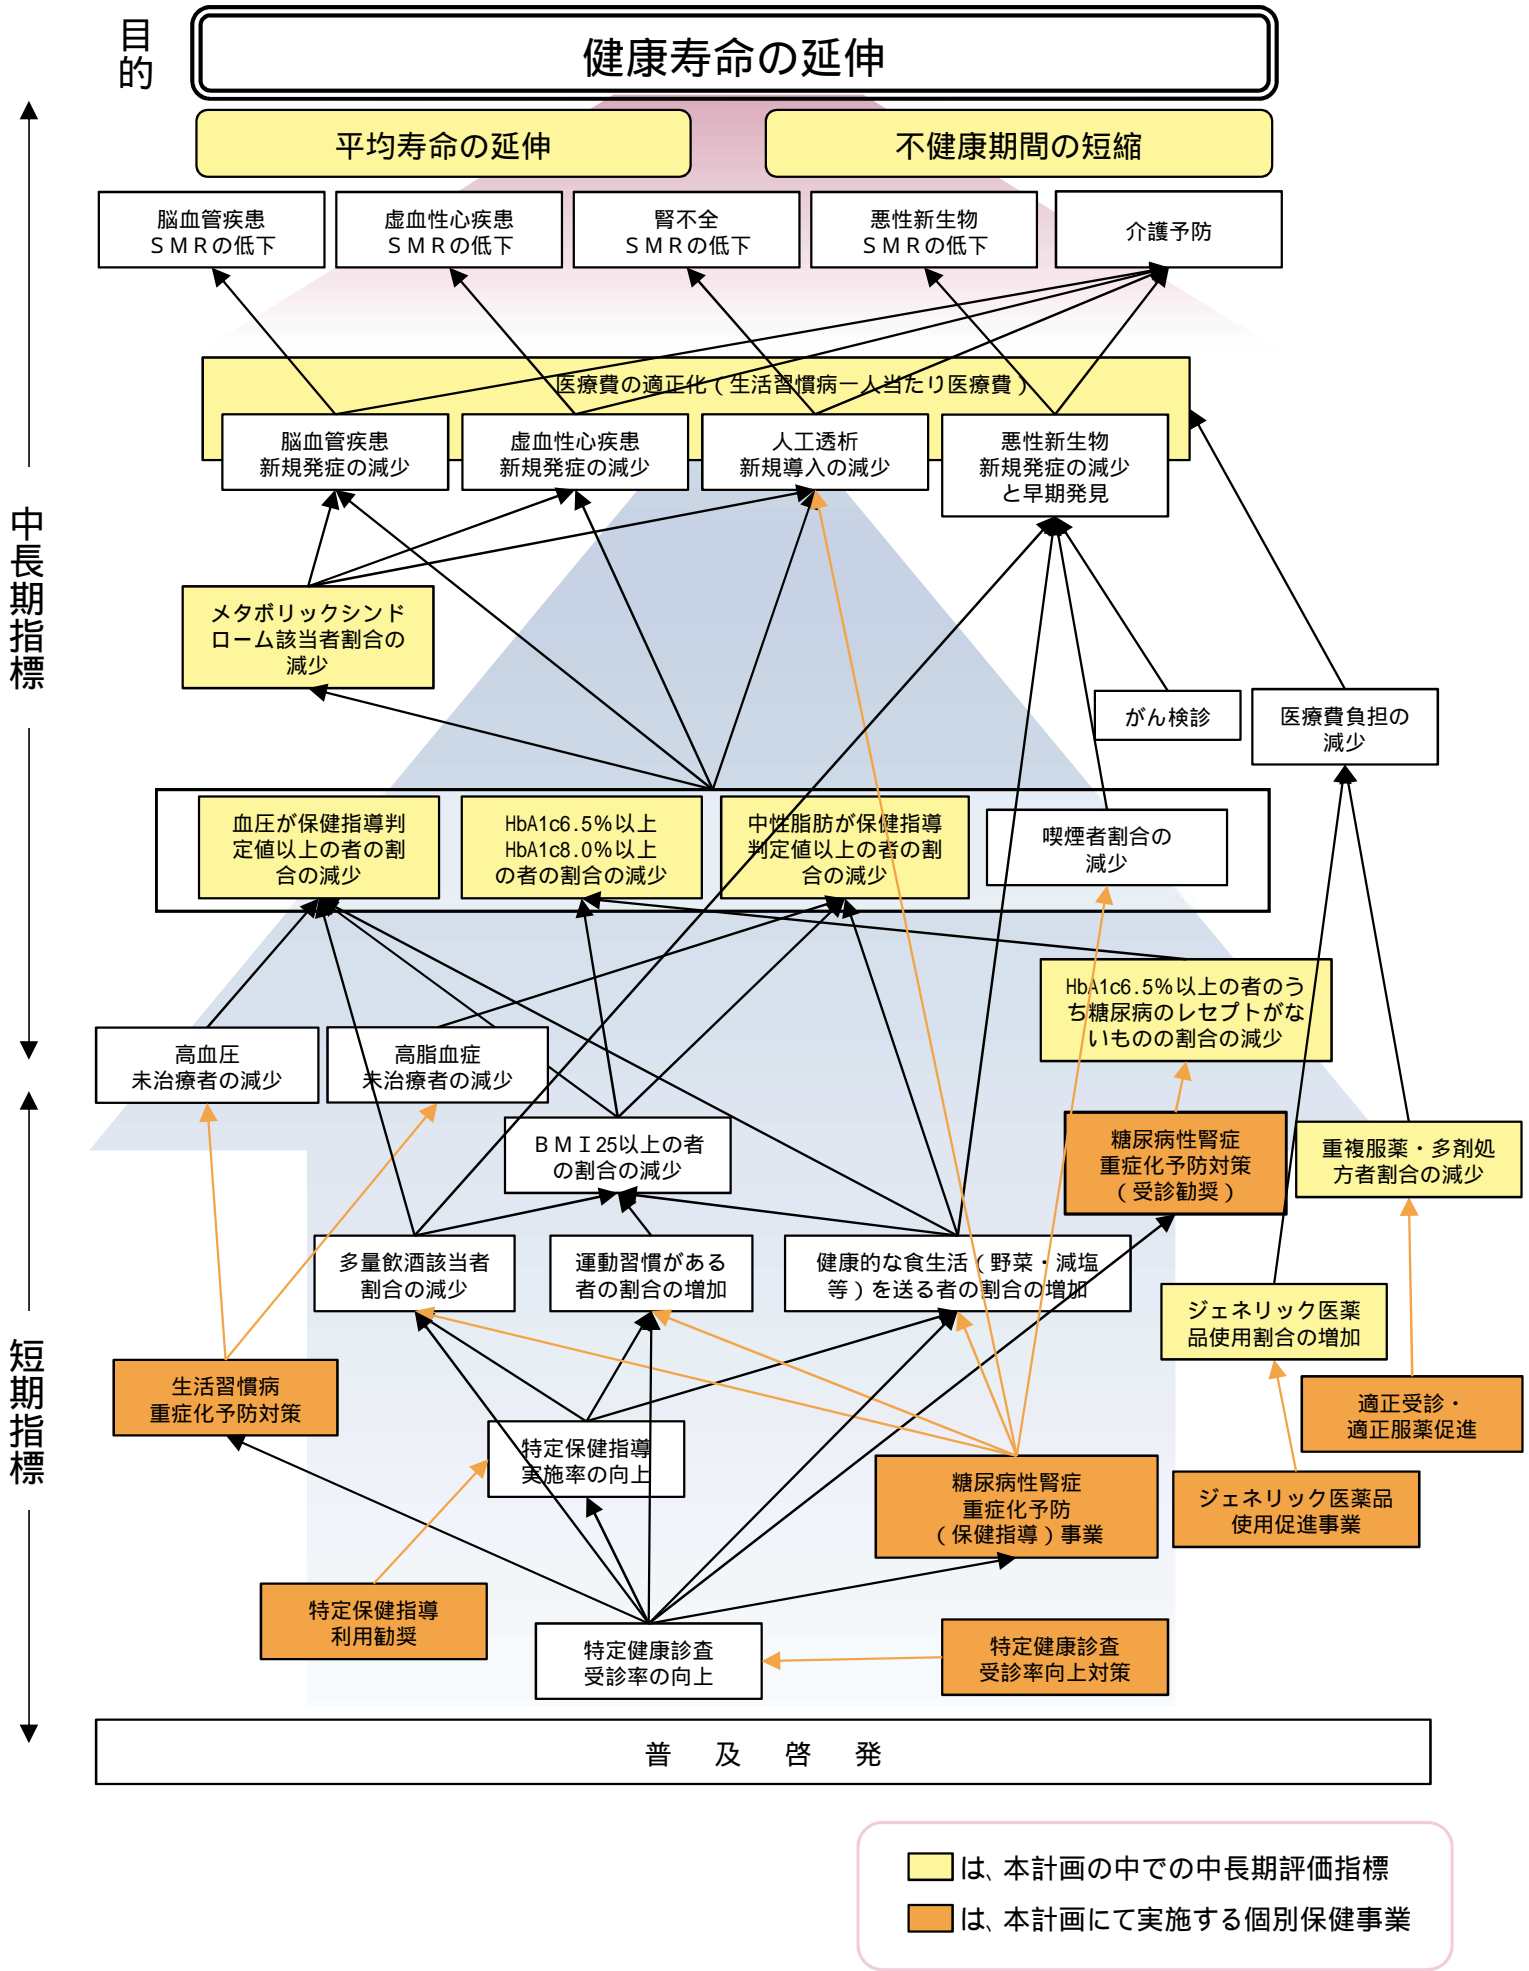 目的
健康寿命の延伸
平均寿命の延伸
不健康期間の短縮
脳血管疾患
ＳＭＲの低下
虚血性心疾患
ＳＭＲの低下
腎不全
ＳＭＲの低下
悪性新生物
ＳＭＲの低下
介護予防
医療費の適正化（生活習慣病一人当たり医療費）
脳血管疾患
新規発症の減少
虚血性心疾患
新規発症の減少
人工透析
新規導入の減少
悪性新生物
新規発症の減少
と早期発見
中長期指標
メタボリックシンド
ローム該当者割合の
減少
がん検診
医療費負担の
減少
血圧が保健指導判
定値以上の者の割
合の減少
HbA1c6.5％以上
HbA1c8.0％以上
の者の割合の減少
中性脂肪が保健指導
判定値以上の者の割
合の減少
喫煙者割合の
減少
HbA1c6.5％以上の者のう
ち糖尿病のレセプトがな
いものの割合の減少
高血圧
未治療者の減少
高脂血症
未治療者の減少
ＢＭＩ25以上の者
の割合の減少
糖尿病性腎症
重症化予防対策
（受診勧奨）
重複服薬・多剤処
方者割合の減少
多量飲酒該当者
割合の減少
運動習慣がある
者の割合の増加
健康的な食生活（野菜・減塩
等）を送る者の割合の増加
ジェネリック医薬
品使用割合の増加
短期指標
生活習慣病
重症化予防対策
適正受診・
適正服薬促進
特定保健指導
実施率の向上
糖尿病性腎症
重症化予防
（保健指導）事業
ジェネリック医薬品
使用促進事業
特定保健指導
利用勧奨
特定健康診査
受診率の向上
特定健康診査
受診率向上対策
普　及　啓　発
は、本計画の中での中長期評価指標
は、本計画にて実施する個別保健事業